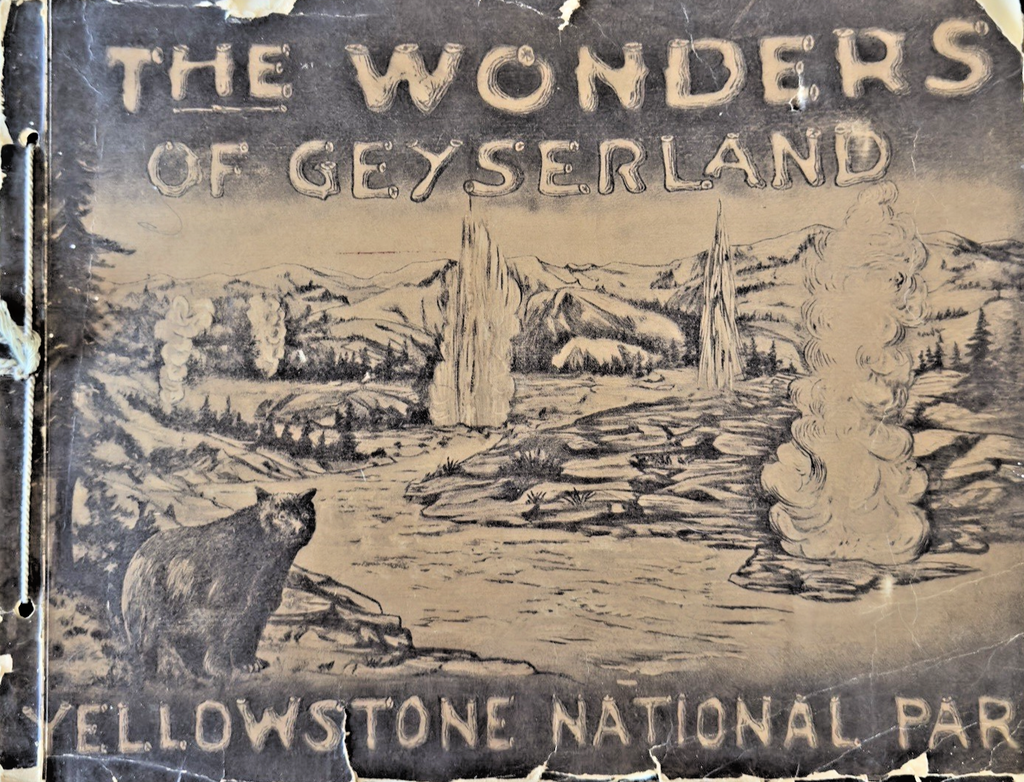 THE WONDERS
OF GEYSERLAND
YELLOWSTONE NATIONAL PAR